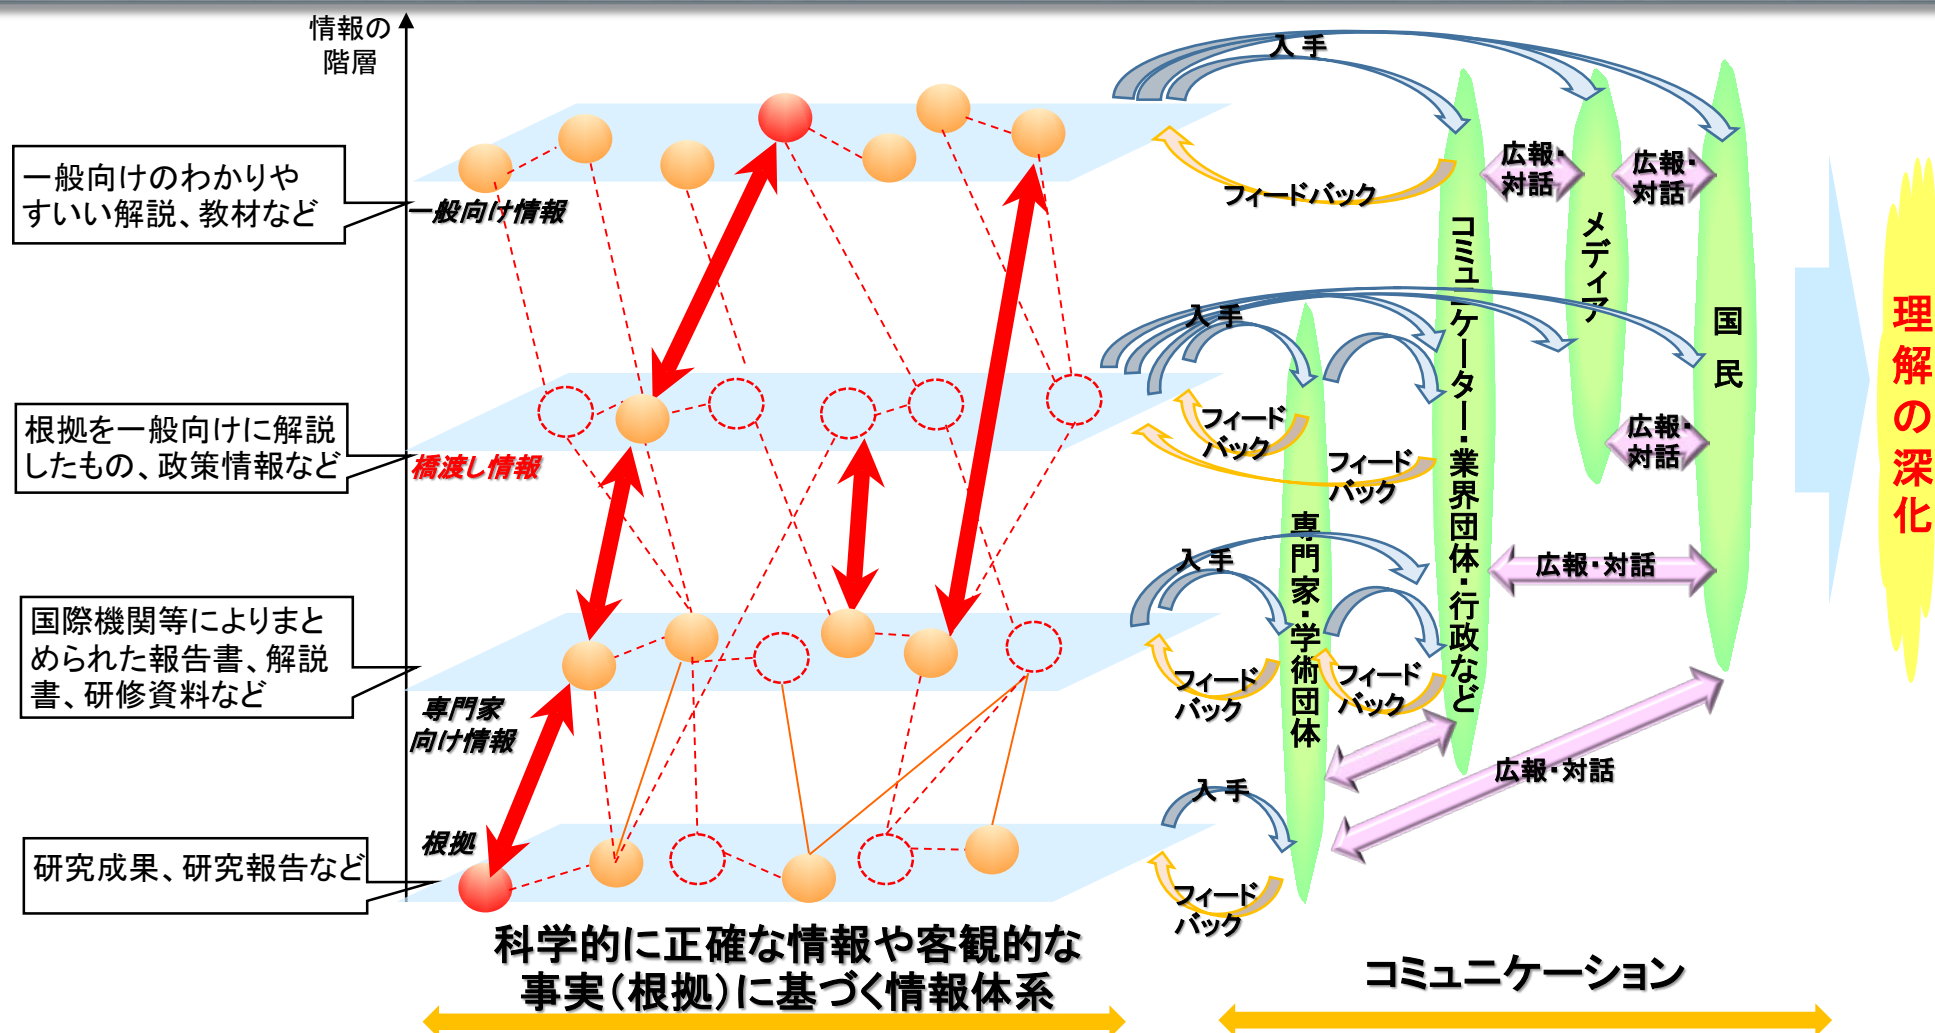 情報の
階層
一般向けのわかりや
すいい解説、教材など
一般向け情報
根拠を一般向けに解説
したもの、政策情報など
橋渡し情報
国際機関等によりまと
められた報告書、解説
書、研修資料など
専門家
向け情報
研究成果、研究報告など
根拠
科学的に正確な情報や客観的な
事実(根拠)に基づく情報体系
入 手
フィードバック
広報・
対話
広報・
対話
入 手
フィード
バック
フィード
バック
広報・
対話
入 手
フィード
バック
フィード
バック
広報・対話
入 手
フィード
バック
広報・対話
専門家・学術団体
コミュニケーター・業界団体・行政など
メディア
国 民
コミュニケーション
理解の深化